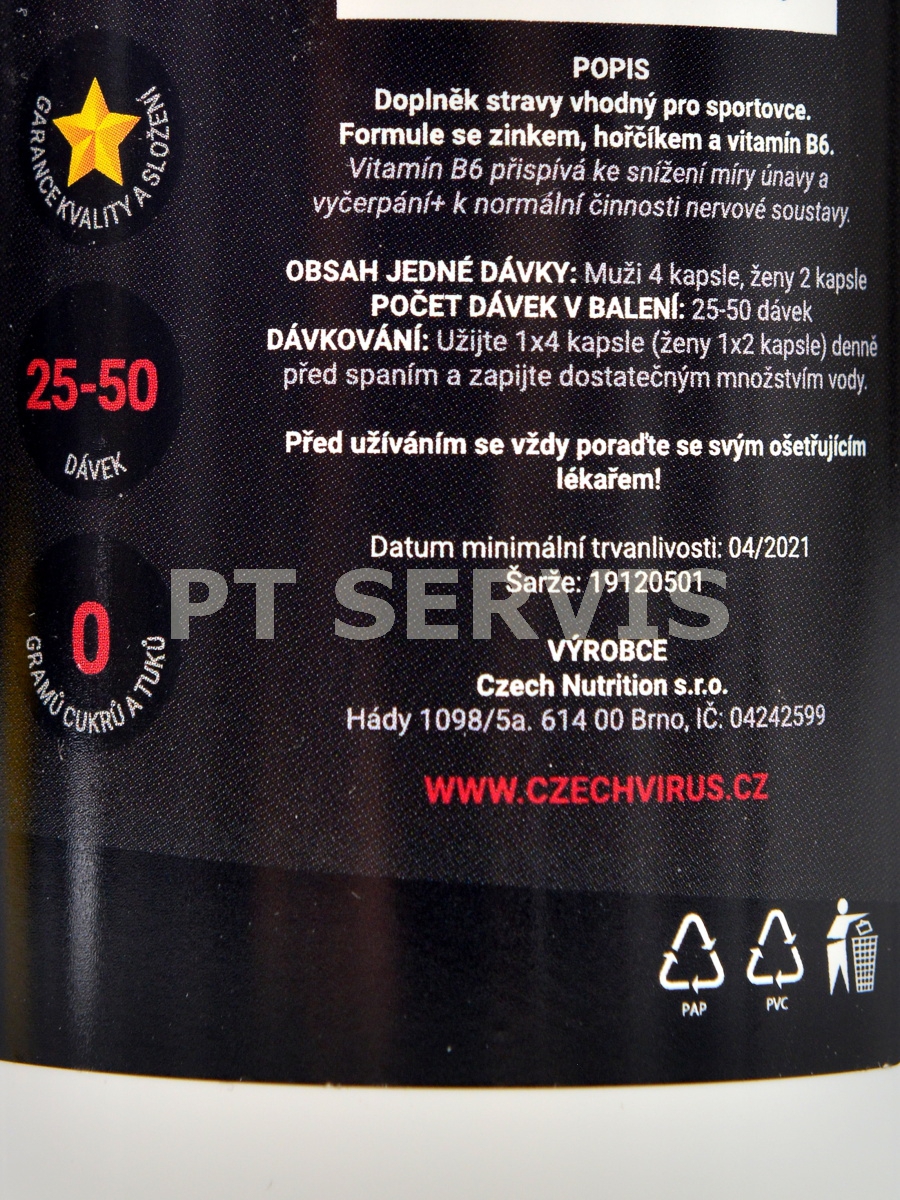 POPIS
Doplněk stravy vhodný pro sportovce.
Formule se zinkem, hořčíkem a vitamín B6.
Vitamín B6 přispívá ke snížení míry únavy a
vyčerpání+ k normální činnosti nervové soustavy.
GARANCE KVALITY A SLOŽENÍ
OBSAH JEDNÉ DÁVKY: Muži 4 kapsle, ženy 2 kapsle
POČET DÁVEK V BALENÍ: 25-50 dávek
DÁVKOVÁNÍ: Užijte 1x4 kapsle (ženy 1x2 kapsle) denně
před spaním a zapijte dostatečným množstvím vody.
25-50
DÁVEK
Před užíváním se vždy poraďte se svým ošetřujícím
lékařem!
Datum minimální trvanlivosti: 04/2021
Šarže: 19120501
PT SERVIS
0
GRAMŮ CUKRŮ A TUKŮ
VÝROBCE
Czech Nutrition s.r.o.
Hády 1098/5a. 614 00 Brno, IČ: 04242599
WWW.CZECHVIRUS.CZ
PAP
PVC